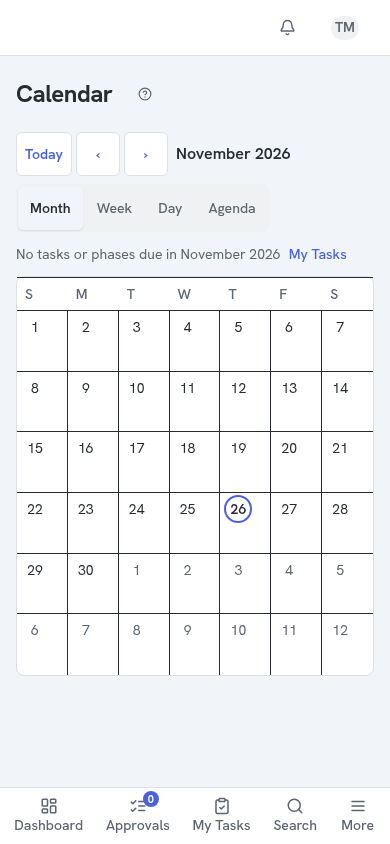 TM
Calendar
Today ‹ › November 2026
Month Week Day Agenda
No tasks or phases due in November 2026 My Tasks
S M T W T F S
1 2 3 4 5 6 7
8 9 10 11 12 13 14
15 16 17 18 19 20 21
22 23 24 25 26 27 28
29 30 1 2 3 4 5
6 7 8 9 10 11 12
0
Dashboard Approvals My Tasks Search More